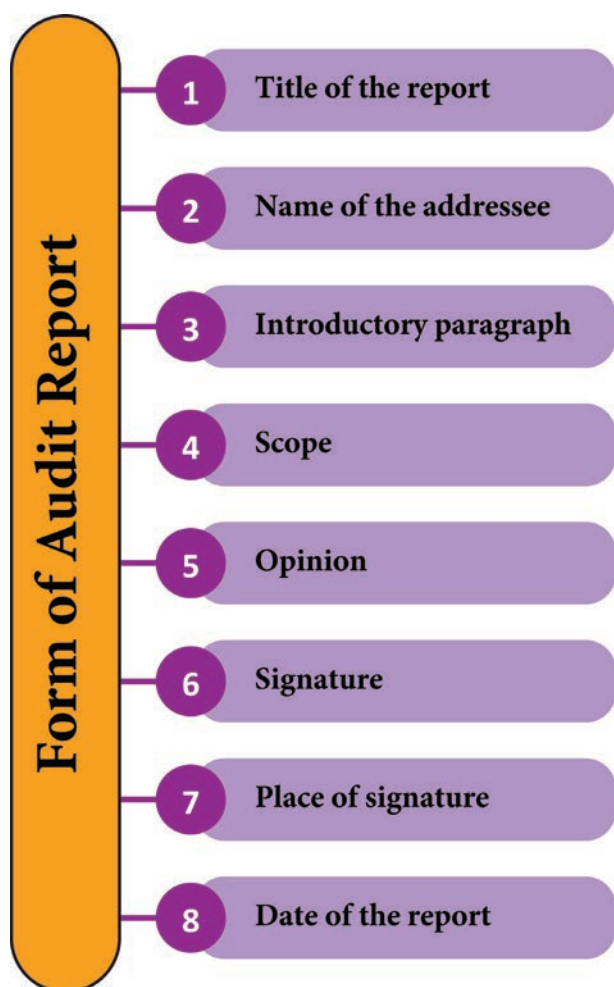 Form of Audit Report
1 Title of the report
2 Name of the addressee
3 Introductory paragraph
4 Scope
5 Opinion
6 Signature
7 Place of signature
8 Date of the report